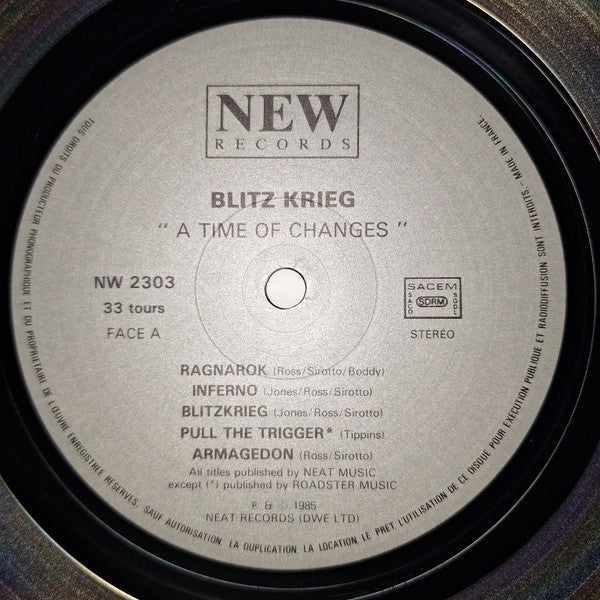 NEW
RECORDS
BLITZ KRIEG
" A TIME OF CHANGES "
NW 2303
33 tours
FACE A
SACEM
SACD
SDRM
SGDL
STEREO
RAGNAROK (Ross/Sirotto/Boddy)
INFERNO (Jones/Ross/Sirotto)
BLITZKRIEG (Jones/Ross/Sirotto)
PULL THE TRIGGER* (Tippins)
ARMAGEDON (Ross/Sirotto)
All titles published by NEAT MUSIC
except (*) published by ROADSTER MUSIC
P. & © 1985
NEAT RECORDS (DWE LTD)
TOUS DROITS DU PRODUCTEUR PHONOGRAPHIQUE ET DU PROPRIETAIRE DE L'ŒUVRE ENREGISTREE RESERVES, SAUF AUTORISATION, LA DUPLICATION, LA LOCATION, LE PRET L'UTILISATION DE CE DISQUE POUR EXECUTION PUBLIQUE ET RADIODIFFUSION SONT INTERDITS - MADE IN FRANCE.